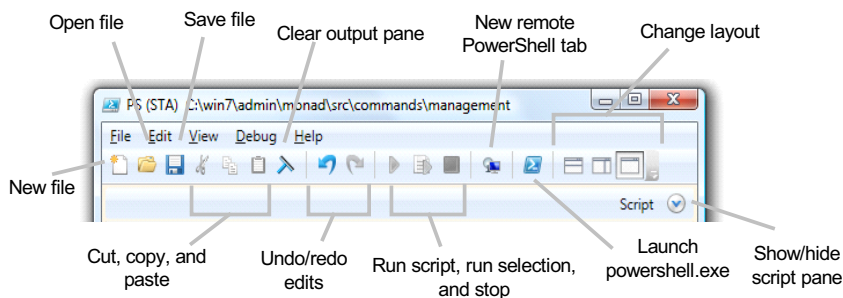 Open file
Save file
Clear output pane
New remote
PowerShell tab
Change layout
PS (STA) C:\win7\admin\monad\src\commands\management
File Edit View Debug Help
New file
Script
Cut, copy, and
paste
Undo/redo
edits
Run script, run selection,
and stop
Launch
powershell.exe
Show/hide
script pane